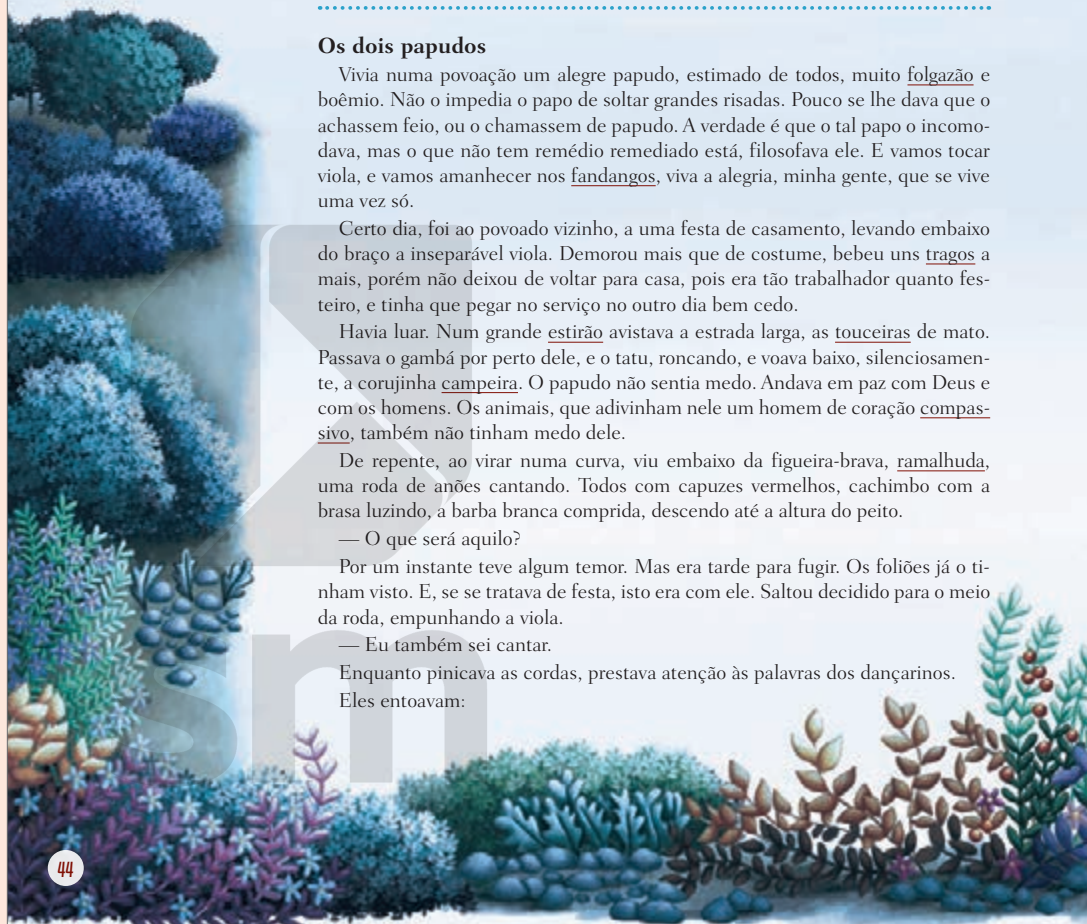 Os dois papudos
Vivia numa povoação um alegre papudo, estimado de todos, muito folgazão e
boêmio. Não o impedia o papo de soltar grandes risadas. Pouco se lhe dava que o
achassem feio, ou o chamassem de papudo. A verdade é que o tal papo o incomo-
dava, mas o que não tem remédio remediado está, filosofava ele. E vamos tocar
viola, e vamos amanhecer nos fandangos, viva a alegria, minha gente, que se vive
uma vez só.
Certo dia, foi ao povoado vizinho, a uma festa de casamento, levando embaixo
do braço a inseparável viola. Demorou mais que de costume, bebeu uns tragos a
mais, porém não deixou de voltar para casa, pois era tão trabalhador quanto fes-
teiro, e tinha que pegar no serviço no outro dia bem cedo.
Havia luar. Num grande estirão avistava a estrada larga, as touceiras de mato.
Passava o gambá por perto dele, e o tatu, roncando, e voava baixo, silenciosamen-
te, a corujinha campeira. O papudo não sentia medo. Andava em paz com Deus e
com os homens. Os animais, que adivinham nele um homem de coração compas-
sivo, também não tinham medo dele.
De repente, ao virar numa curva, viu embaixo da figueira-brava, ramalhuda,
uma roda de anões cantando. Todos com capuzes vermelhos, cachimbo com a
brasa luzindo, a barba branca comprida, descendo até a altura do peito.
— O que será aquilo?
Por um instante teve algum temor. Mas era tarde para fugir. Os foliões já o ti-
nham visto. E, se se tratava de festa, isto era com ele. Saltou decidido para o meio
da roda, empunhando a viola.
— Eu também sei cantar.
Enquanto pinicava as cordas, prestava atenção às palavras dos dançarinos.
Eles entoavam:
sm
44